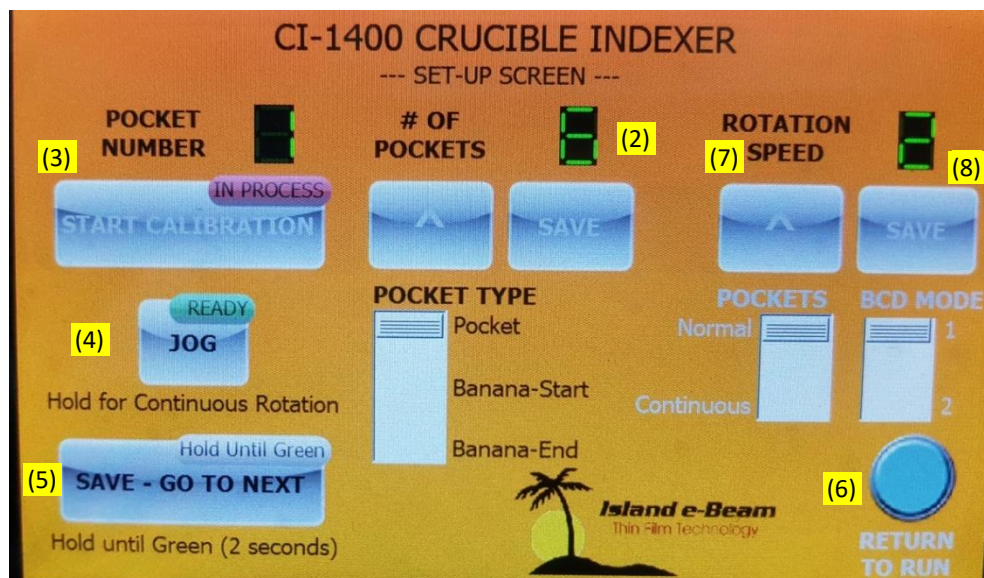 CI-1400 CRUCIBLE INDEXER
--- SET-UP SCREEN ---
POCKET
NUMBER
1
# OF
POCKETS
6
(2)
ROTATION
SPEED
2
(3)
(7)
(8)
IN PROCESS
START CALIBRATION
^
SAVE
^
SAVE
READY
JOG
(4)
Hold for Continuous Rotation
POCKET TYPE
Pocket
Banana-Start
Banana-End
POCKETS
Normal
Continuous
BCD MODE
1
2
Hold Until Green
(5)
SAVE - GO TO NEXT
Hold until Green (2 seconds)
Island e-Beam
Thin Film Technology
(6)
RETURN
TO RUN